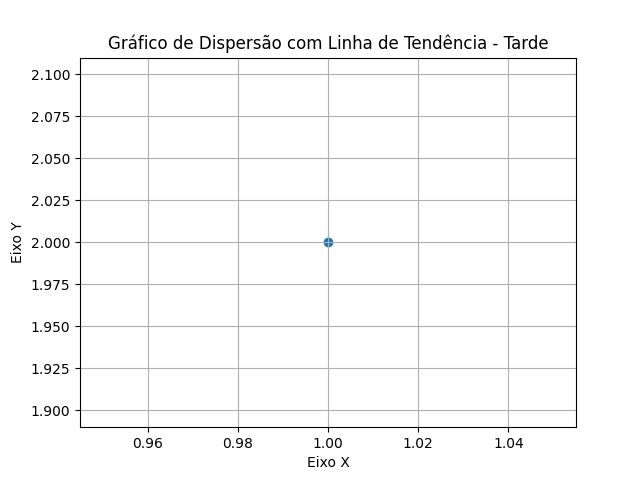 Gráfico de Dispersão com Linha de Tendência - Tarde
2.100
2.075
2.050
2.025
2.000
1.975
1.950
1.925
1.900
Eixo Y
0.96 0.98 1.00 1.02 1.04
Eixo X